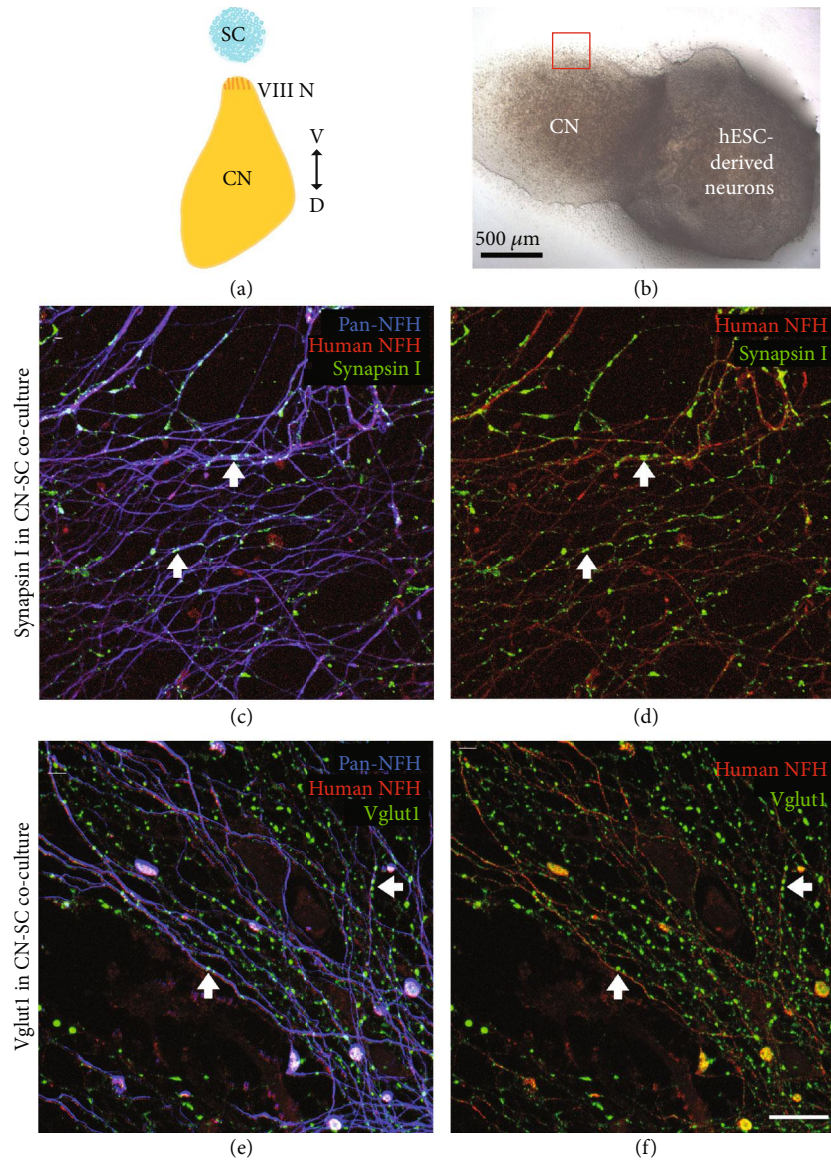 SC
VIII N
V
CN
D
(a)
CN
hESC-
derived
neurons
500 µm
(b)
Synapsin I in CN-SC co-culture
Pan-NFH
Human NFH
Synapsin I
(c)
Human NFH
Synapsin I
(d)
Vglut1 in CN-SC co-culture
Pan-NFH
Human NFH
Vglut1
(e)
Human NFH
Vglut1
(f)